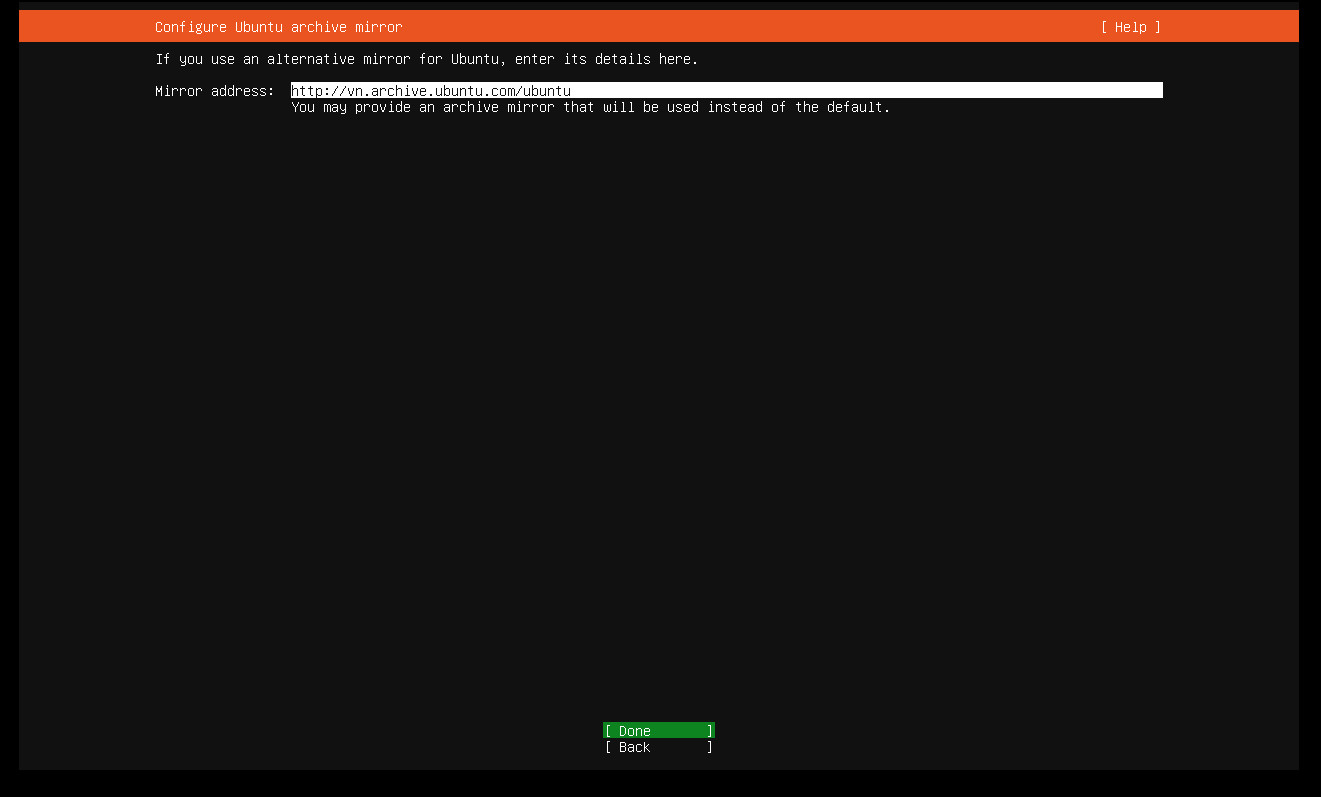 Configure Ubuntu archive mirror [ Help ]
If you use an alternative mirror for Ubuntu, enter its details here.
Mirror address: http://vn.archive.ubuntu.com/ubuntu
You may provide an archive mirror that will be used instead of the default.
[ Done ]
[ Back ]